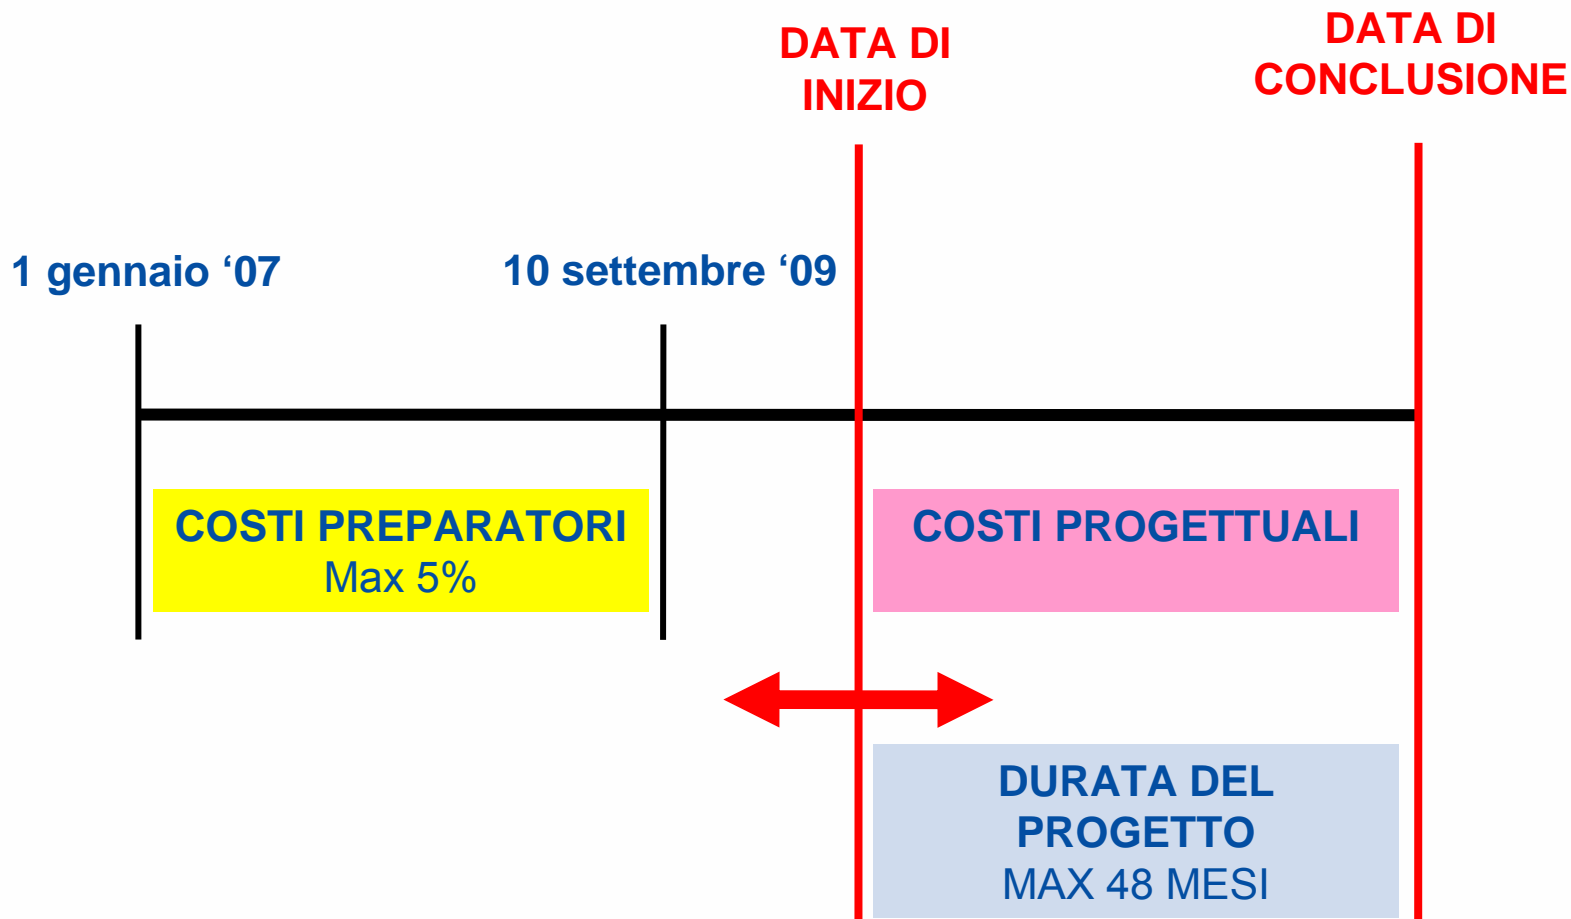 DATA DI
INIZIO
DATA DI
CONCLUSIONE
1 gennaio ‘07
10 settembre ‘09
COSTI PREPARATORI
Max 5%
COSTI PROGETTUALI
DURATA DEL
PROGETTO
MAX 48 MESI